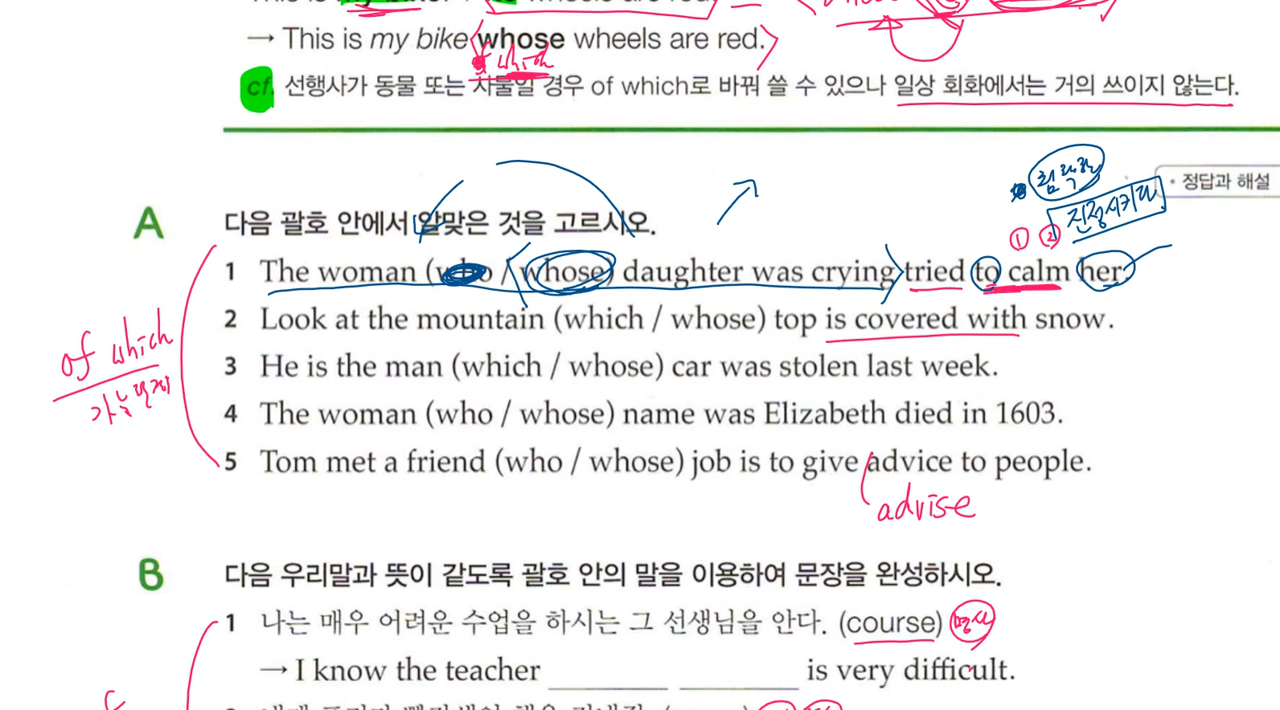 → This is my bike whose wheels are red.
of which
cf. 선행사가 동물 또는 사물일 경우 of which로 바꿔 쓸 수 있으나 일상 회화에서는 거의 쓰이지 않는다.
• 정답과 해설
진정시키다
A 다음 괄호 안에서 알맞은 것을 고르시오.
① ②
1 The woman (who / whose) daughter was crying tried to calm her.
2 Look at the mountain (which / whose) top is covered with snow.
of which
3 He is the man (which / whose) car was stolen last week.
4 The woman (who / whose) name was Elizabeth died in 1603.
5 Tom met a friend (who / whose) job is to give advice to people.
advise
B 다음 우리말과 뜻이 같도록 괄호 안의 말을 이용하여 문장을 완성하시오.
1 나는 매우 어려운 수업을 하시는 그 선생님을 안다. (course) 명사
→ I know the teacher ______ ______ is very difficult.